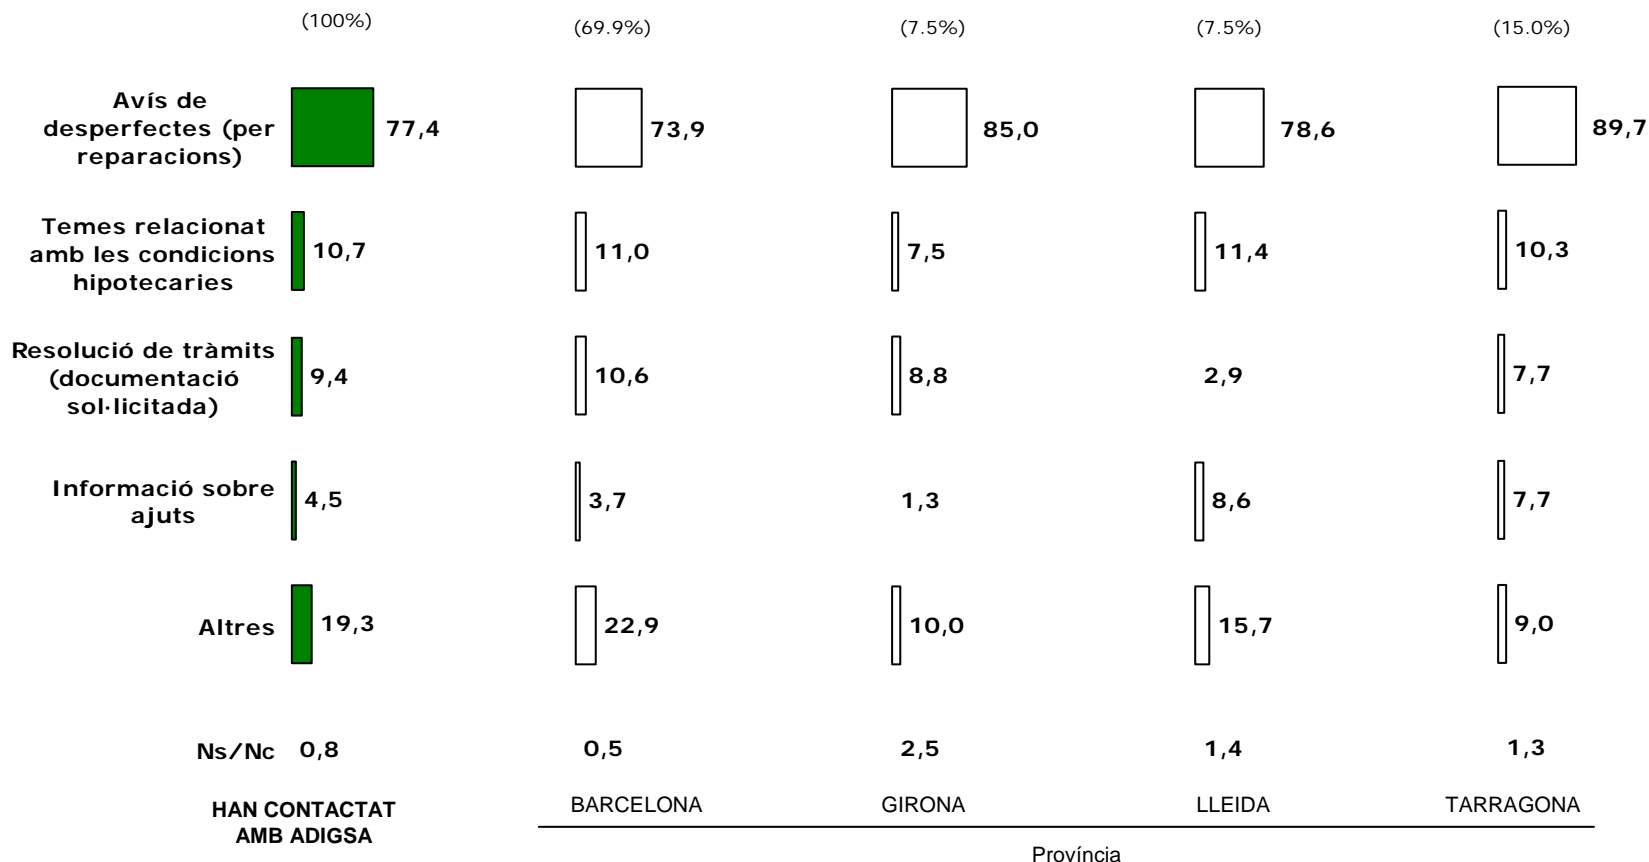 (100%) (69.9%) (7.5%) (7.5%) (15.0%)
Avís de
desperfectes (per
reparacions)
77,4 73,9 85,0 78,6 89,7
Temes relacionat
amb les condicions
hipotecaries
10,7 11,0 7,5 11,4 10,3
Resolució de tràmits
(documentació
sol·licitada)
9,4 10,6 8,8 2,9 7,7
Informació sobre
ajuts
4,5 3,7 1,3 8,6 7,7
Altres 19,3 22,9 10,0 15,7 9,0
Ns/Nc 0,8 0,5 2,5 1,4 1,3
HAN CONTACTAT
AMB ADIGSA
BARCELONA GIRONA LLEIDA TARRAGONA
Província